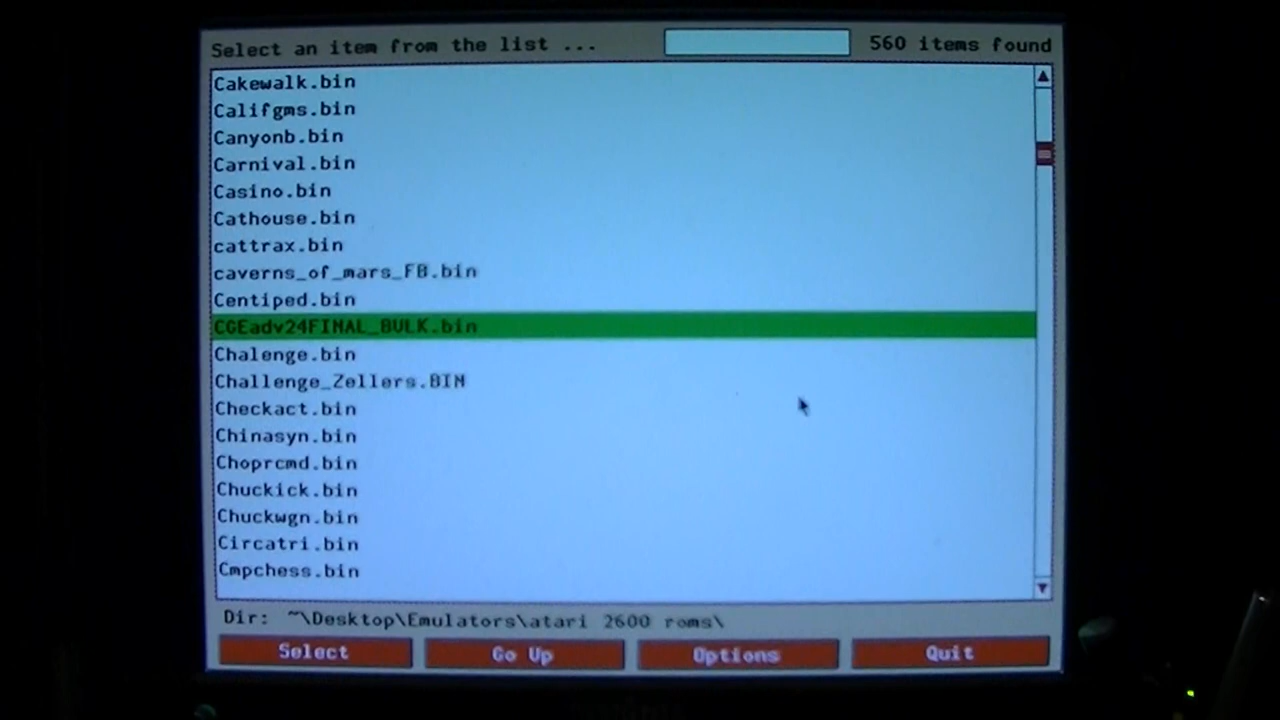 Select an item from the list ... 560 items found
Cakewalk.bin
Califgms.bin
Canyonb.bin
Carnival.bin
Casino.bin
Cathouse.bin
cattrax.bin
caverns_of_mars_FB.bin
Centiped.bin
CGEadv24FINAL_BULK.bin
Chalenge.bin
Challenge_Zellers.BIN
Checkact.bin
Chinasyn.bin
Choprcmd.bin
Chuckick.bin
Chuckwgn.bin
Circatri.bin
Cmpchess.bin
Dir: ~\Desktop\Emulators\atari 2600 roms\
Select Go Up Options Quit